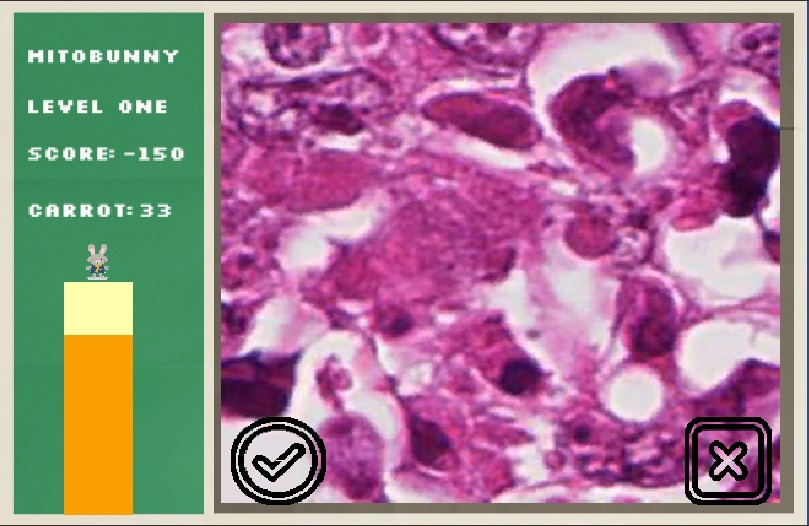 MITOBUNNY
LEVEL ONE
SCORE: -150
CARROT: 33